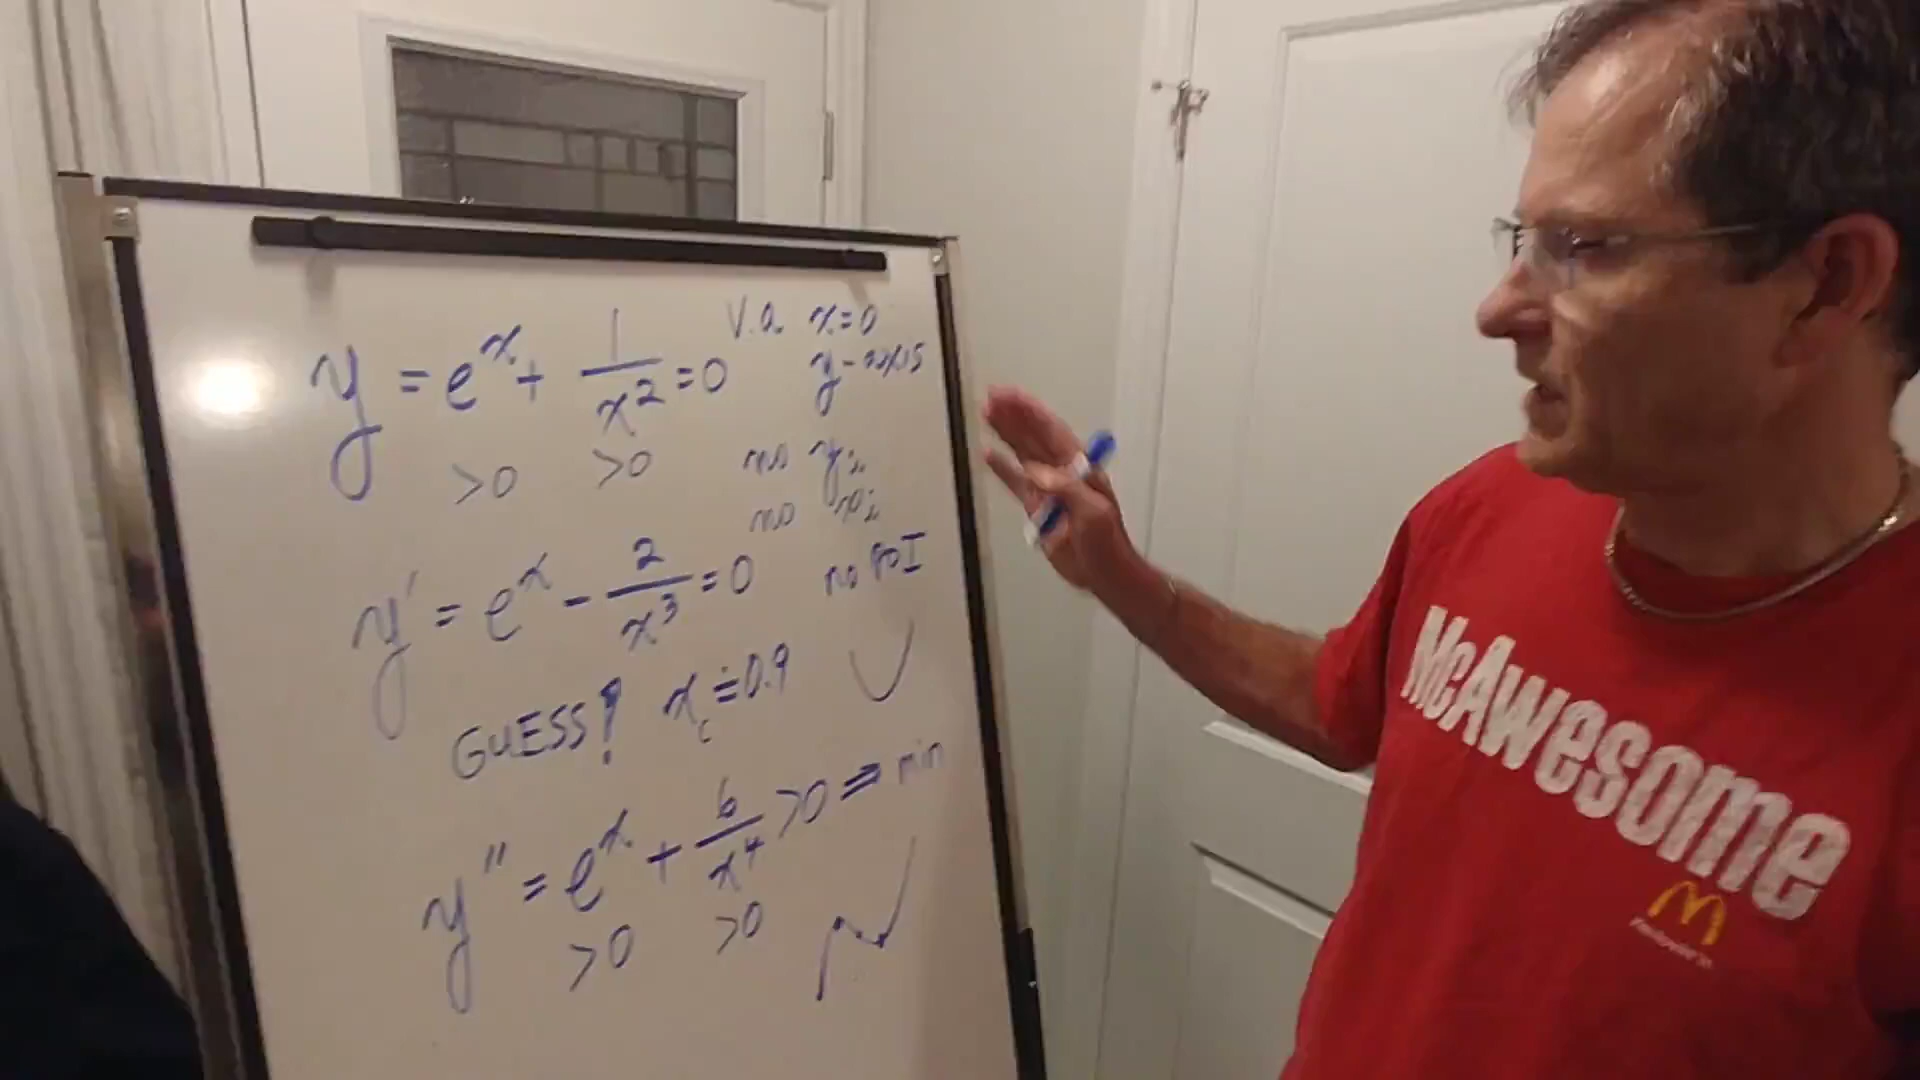 y = e^x + 1/x² = 0
v.a. x=0
y -axis
>0 >0
no y i
no x i
y' = e^x - 2/x³ = 0
no PoI
GUESS! x_c ≐ 0.9
y'' = e^x + 6/x⁴ >0 ⇒ min
>0 >0
McAwesome